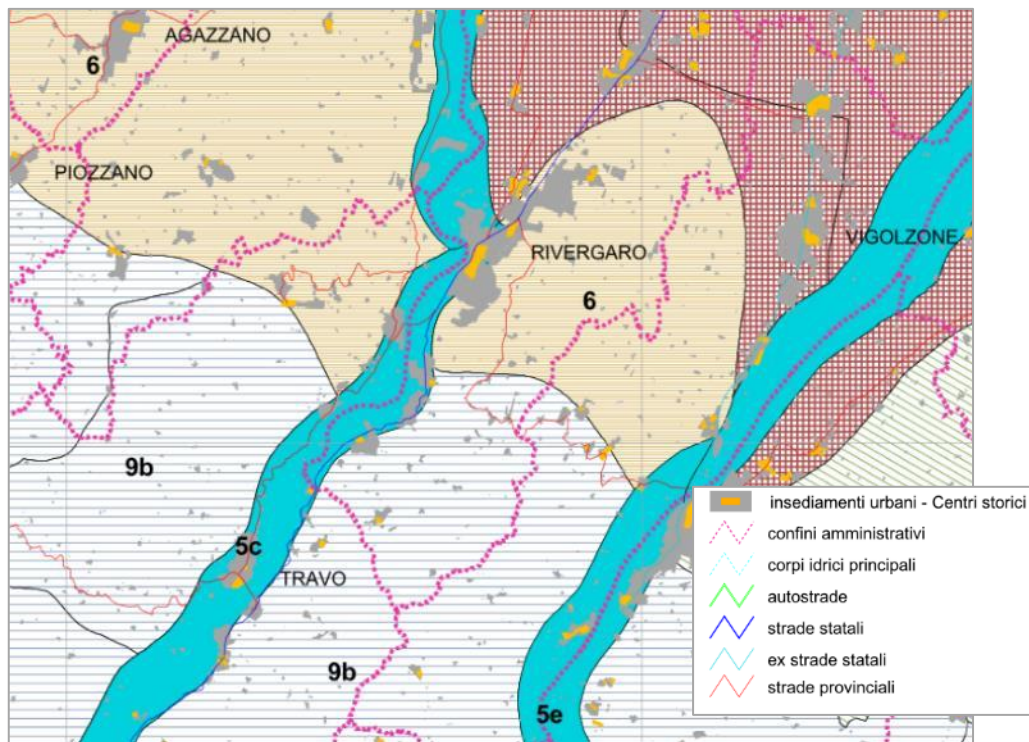 AGAZZANO
6
PIOZZANO
RIVERGARO
VIGOLZONE
6
9b
5c
TRAVO
9b
5e
insediamenti urbani - Centri storici
confini amministrativi
corpi idrici principali
autostrade
strade statali
ex strade statali
strade provinciali